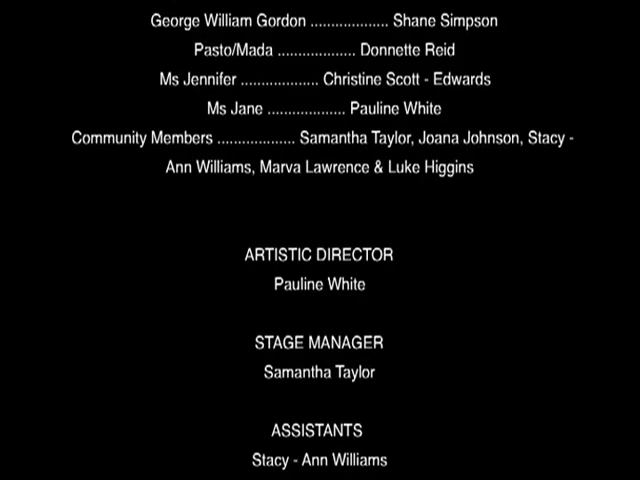 George William Gordon ................... Shane Simpson
Pasto/Mada ................... Donnette Reid
Ms Jennifer ................... Christine Scott - Edwards
Ms Jane ................... Pauline White
Community Members ................... Samantha Taylor, Joana Johnson, Stacy -
Ann Williams, Marva Lawrence & Luke Higgins
ARTISTIC DIRECTOR
Pauline White
STAGE MANAGER
Samantha Taylor
ASSISTANTS
Stacy - Ann Williams